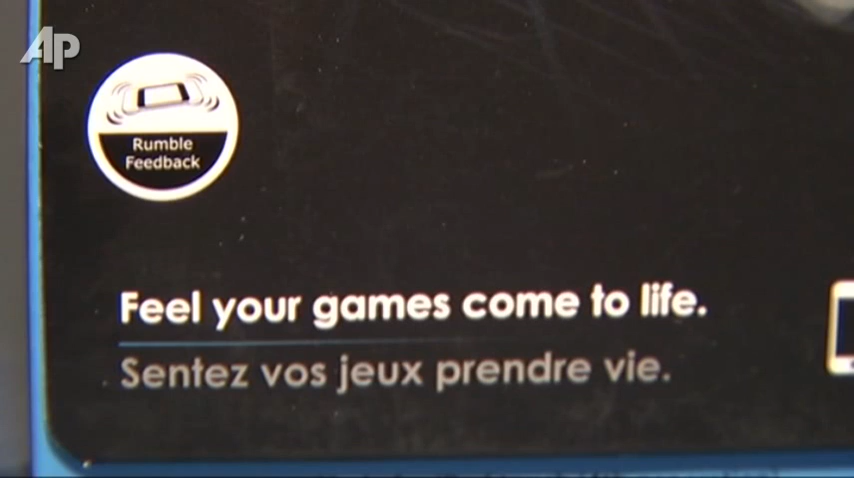 AP
Rumble
Feedback
Feel your games come to life.
Sentez vos jeux prendre vie.